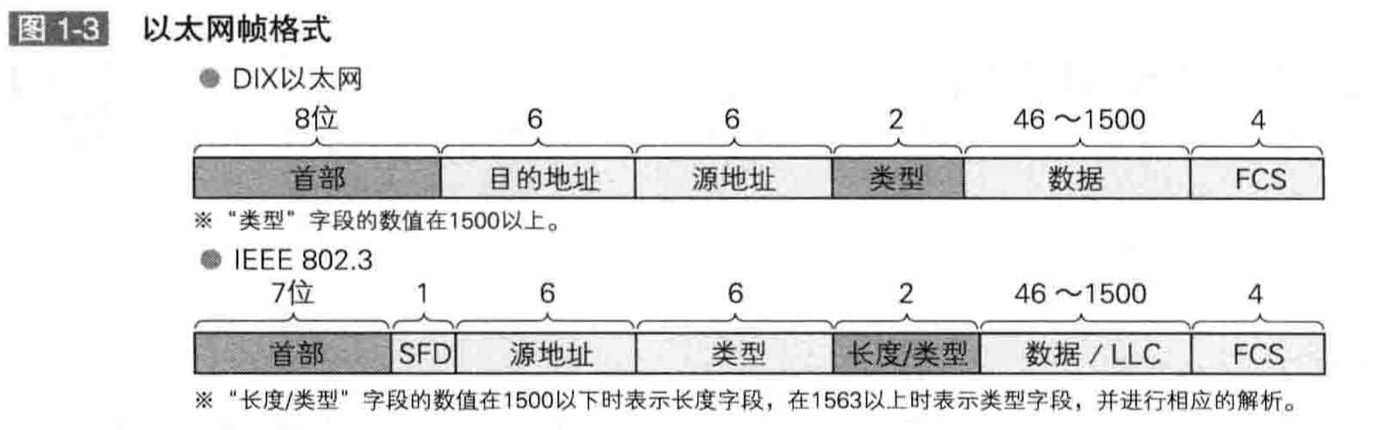 图 1-3 以太网帧格式
DIX以太网
8位 6 6 2 46 ～1500 4
首部 目的地址 源地址 类型 数据 FCS
※ “类型”字段的数值在1500以上。
IEEE 802.3
7位 1 6 6 2 46 ～1500 4
首部 SFD 源地址 类型 长度/类型 数据 / LLC FCS
※ “长度/类型”字段的数值在1500以下时表示长度字段，在1563以上时表示类型字段，并进行相应的解析。